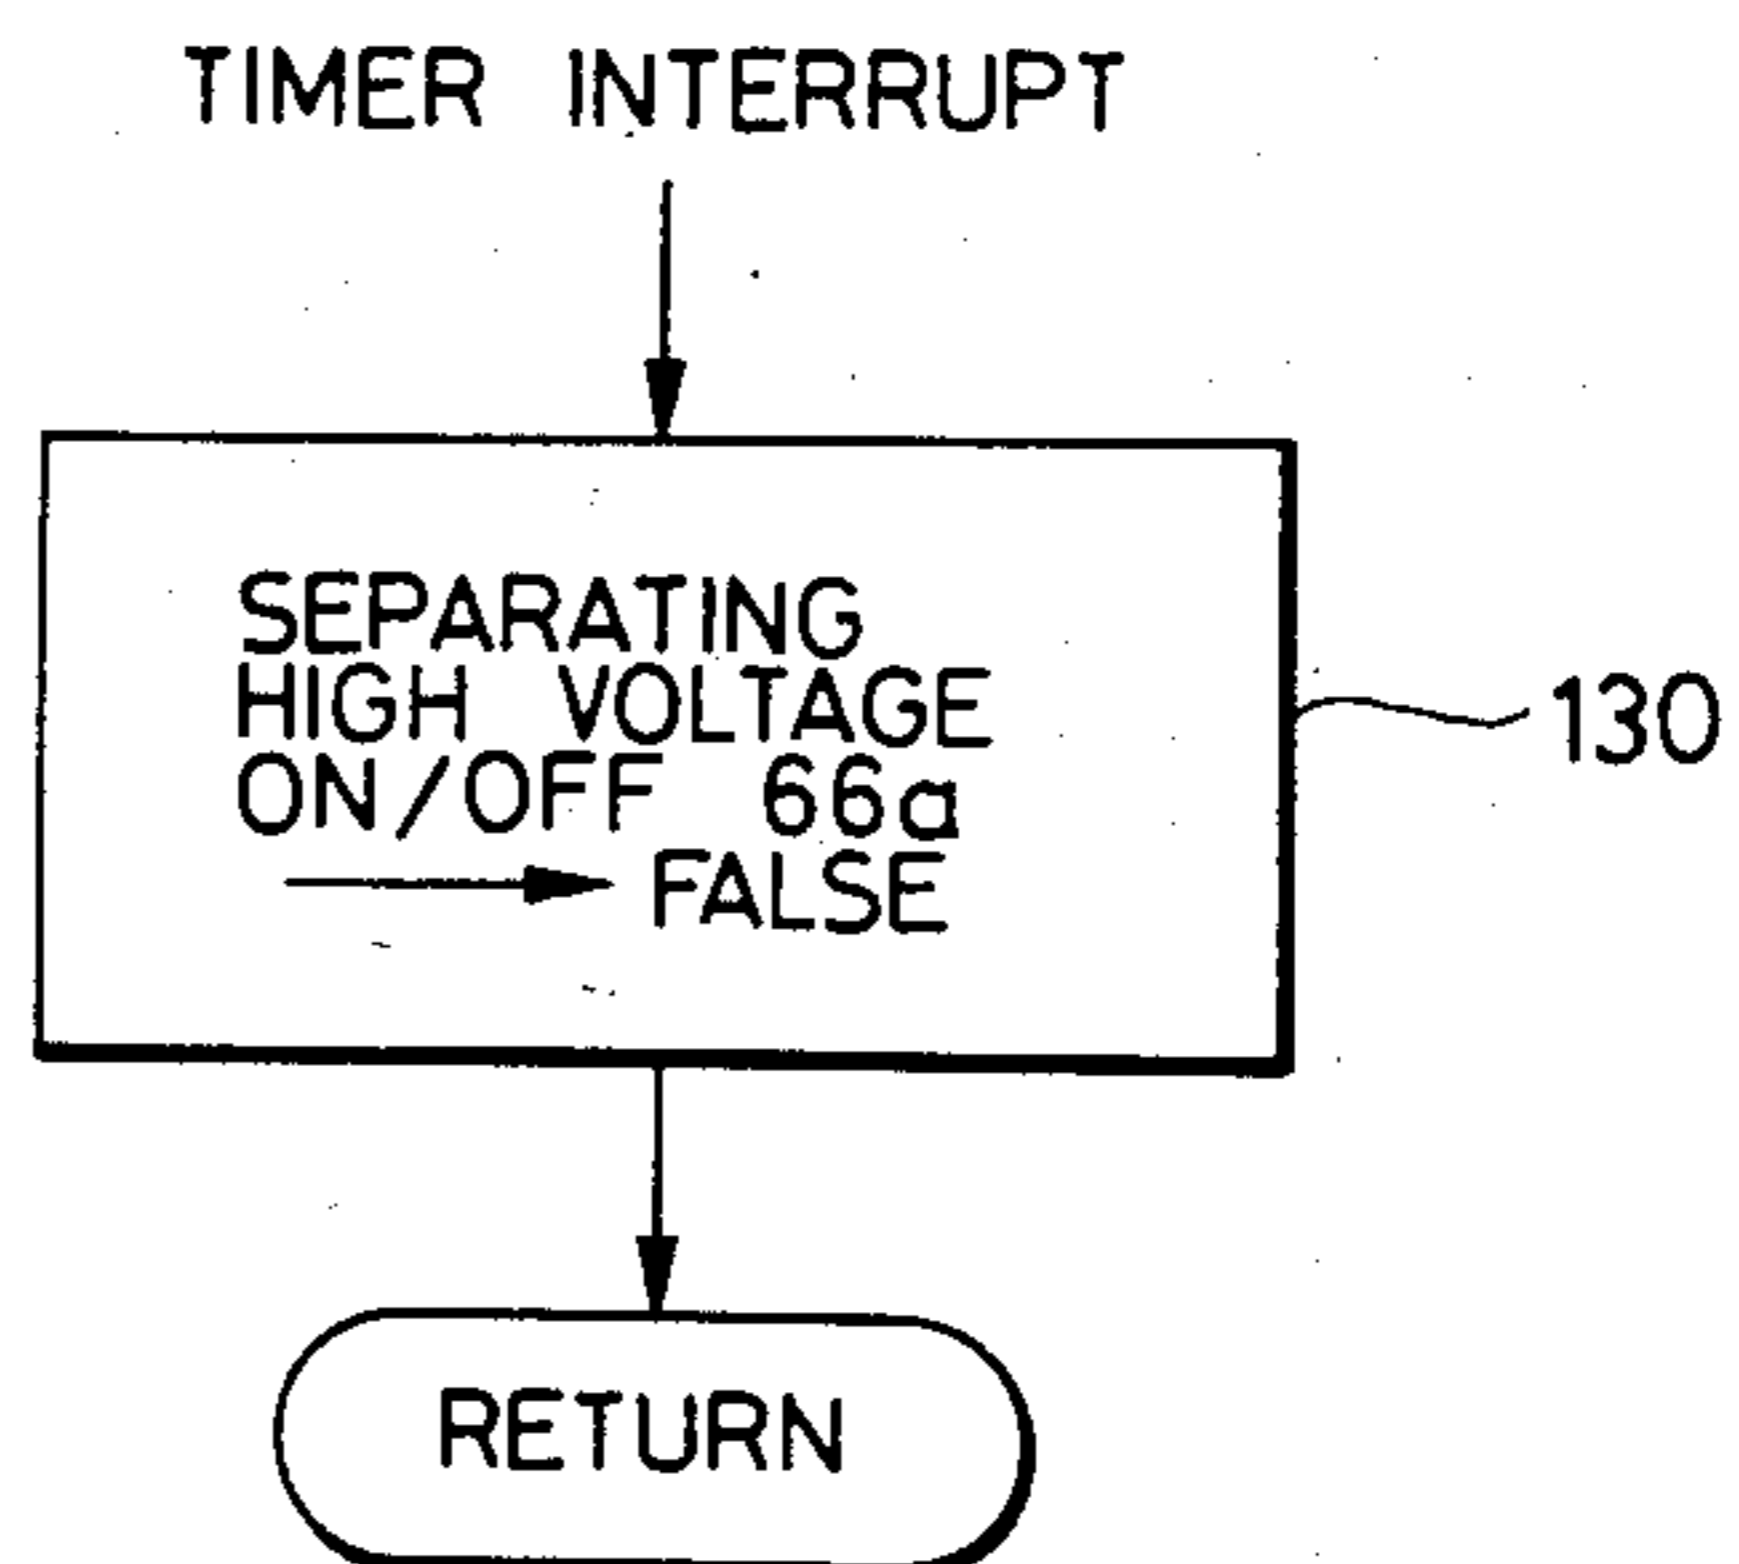 TIMER INTERRUPT
SEPARATING
HIGH VOLTAGE
ON/OFF 66a
FALSE
130
RETURN